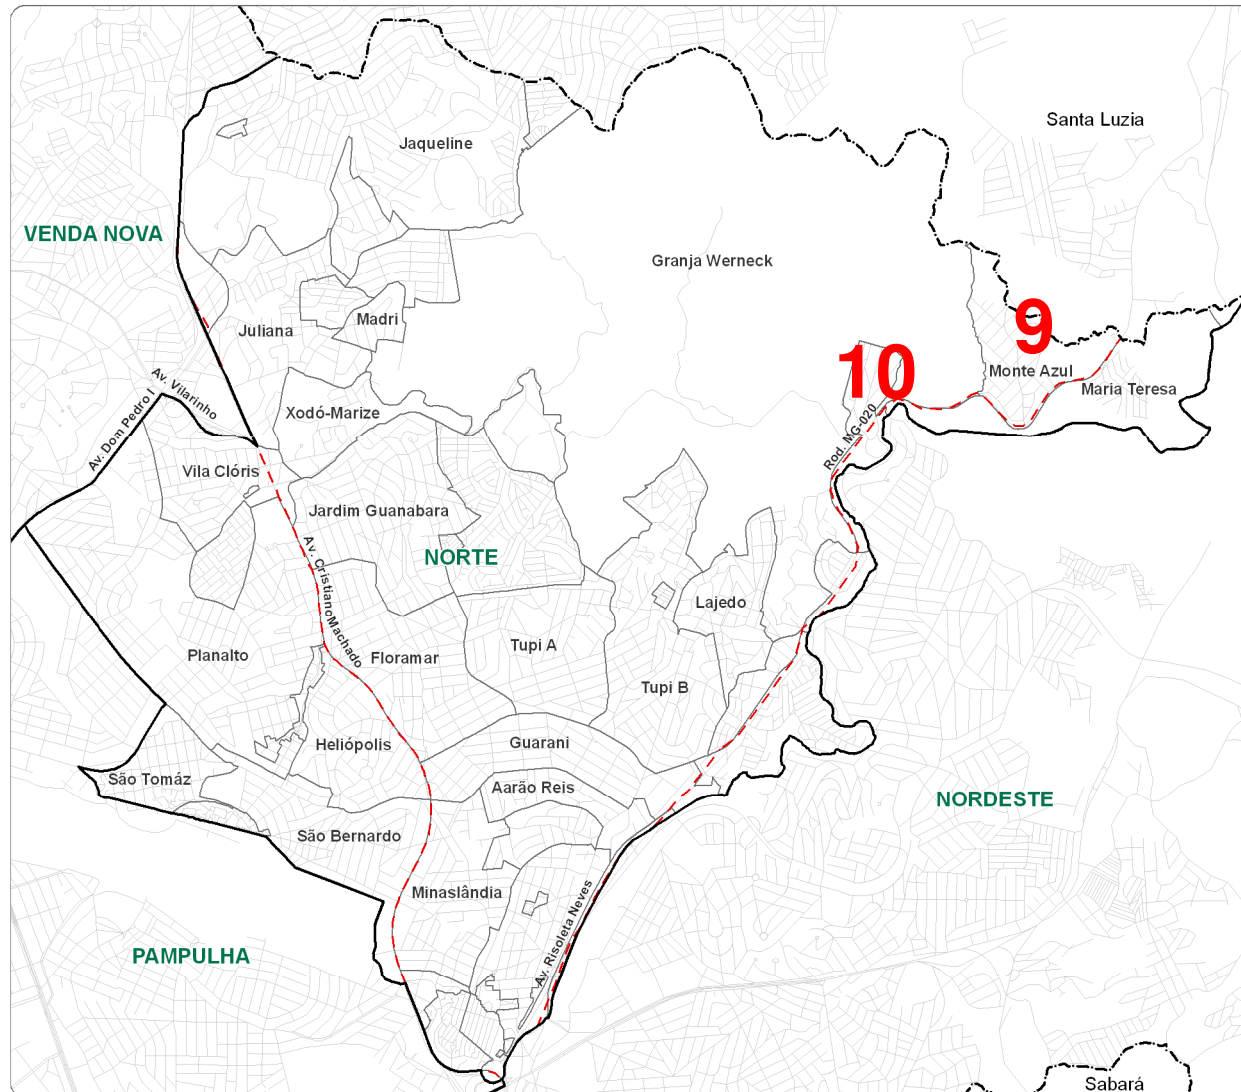 Santa Luzia
Jaqueline
VENDA NOVA
Granja Werneck
9
Madri
Juliana
10
Monte Azul
Maria Teresa
Av. Vilarinho
Av. Dom Pedro I
Xodó-Marize
Rod. MG-020
Vila Clóris
Jardim Guanabara
NORTE
Av. Cristiano Machado
Lajedo
Tupi A
Planalto
Floramar
Tupi B
Heliópolis
Guarani
São Tomáz
Aarão Reis
NORDESTE
São Bernardo
Minaslândia
Av. Risoleta Neves
PAMPULHA
Sabará